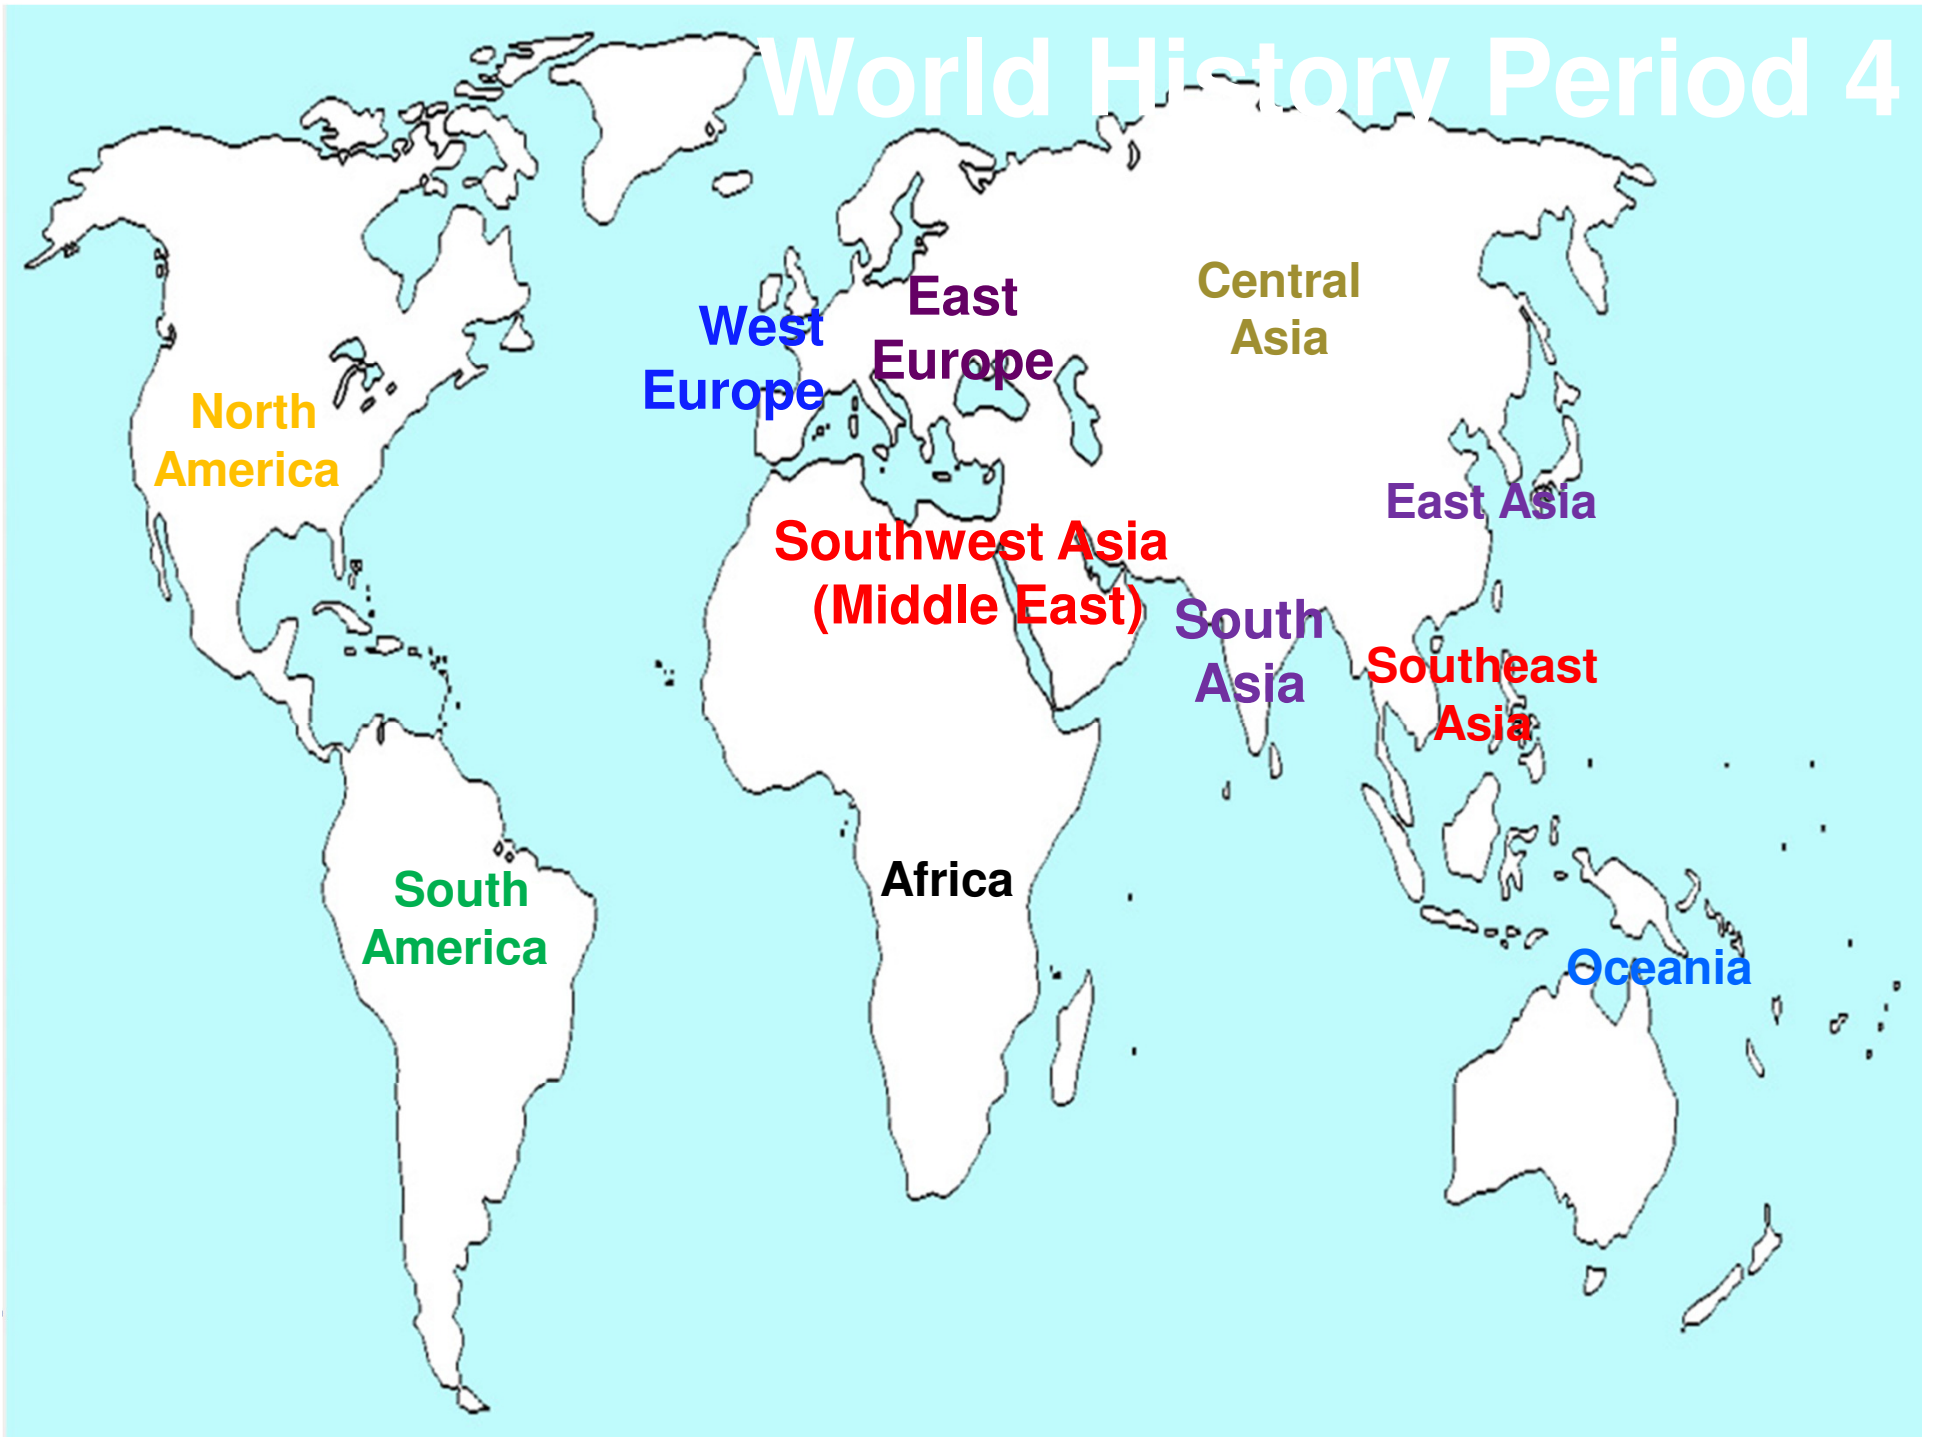 World History Period 4
Central
Asia
East
Europe
West
Europe
North
America
East Asia
Southwest Asia
(Middle East)
South
Asia
Southeast
Asia
Africa
South
America
Oceania